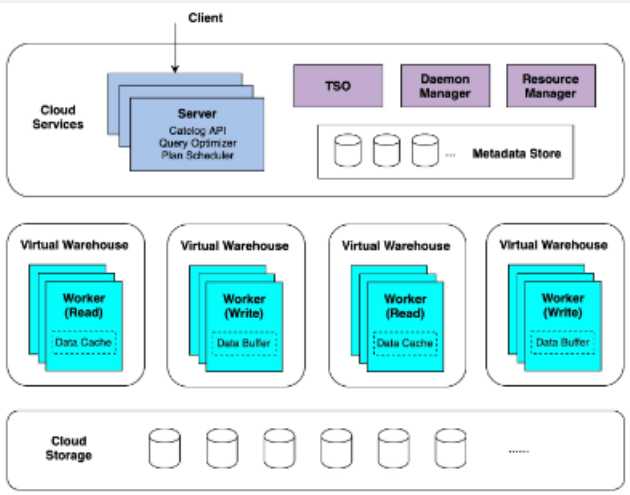 Client
Cloud
Services
Server
Catelog API
Query Optimizer
Plan Scheduler
TSO
Daemon
Manager
Resource
Manager
... Metadata Store
Virtual Warehouse
Worker
(Read)
Data Cache
Virtual Warehouse
Worker
(Write)
Data Buffer
Virtual Warehouse
Worker
(Read)
Data Cache
Virtual Warehouse
Worker
(Write)
Data Buffer
Cloud
Storage
......